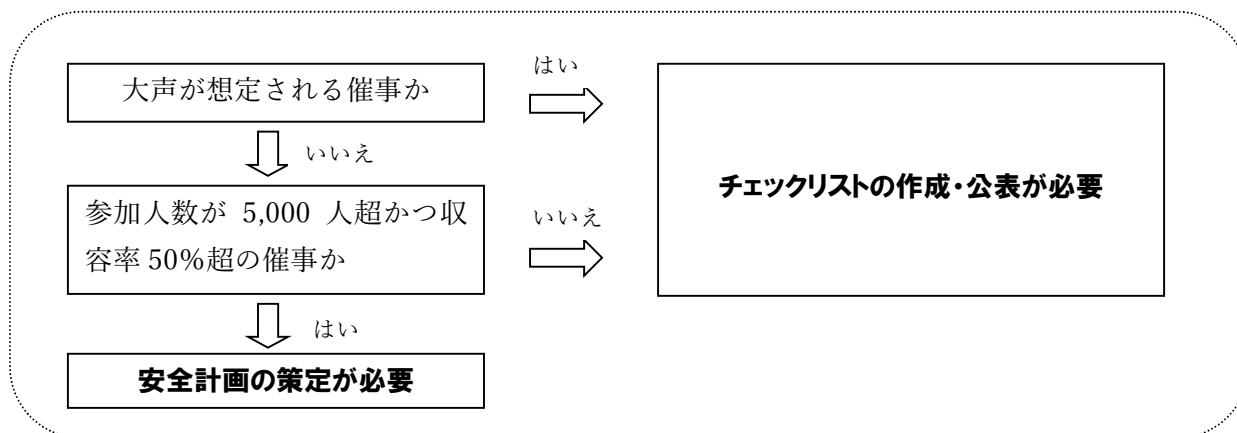 大声が想定される催事か
はい
いいえ
チェックリストの作成・公表が必要
参加人数が 5,000 人超かつ収
容率 50%超の催事か
いいえ
はい
安全計画の策定が必要